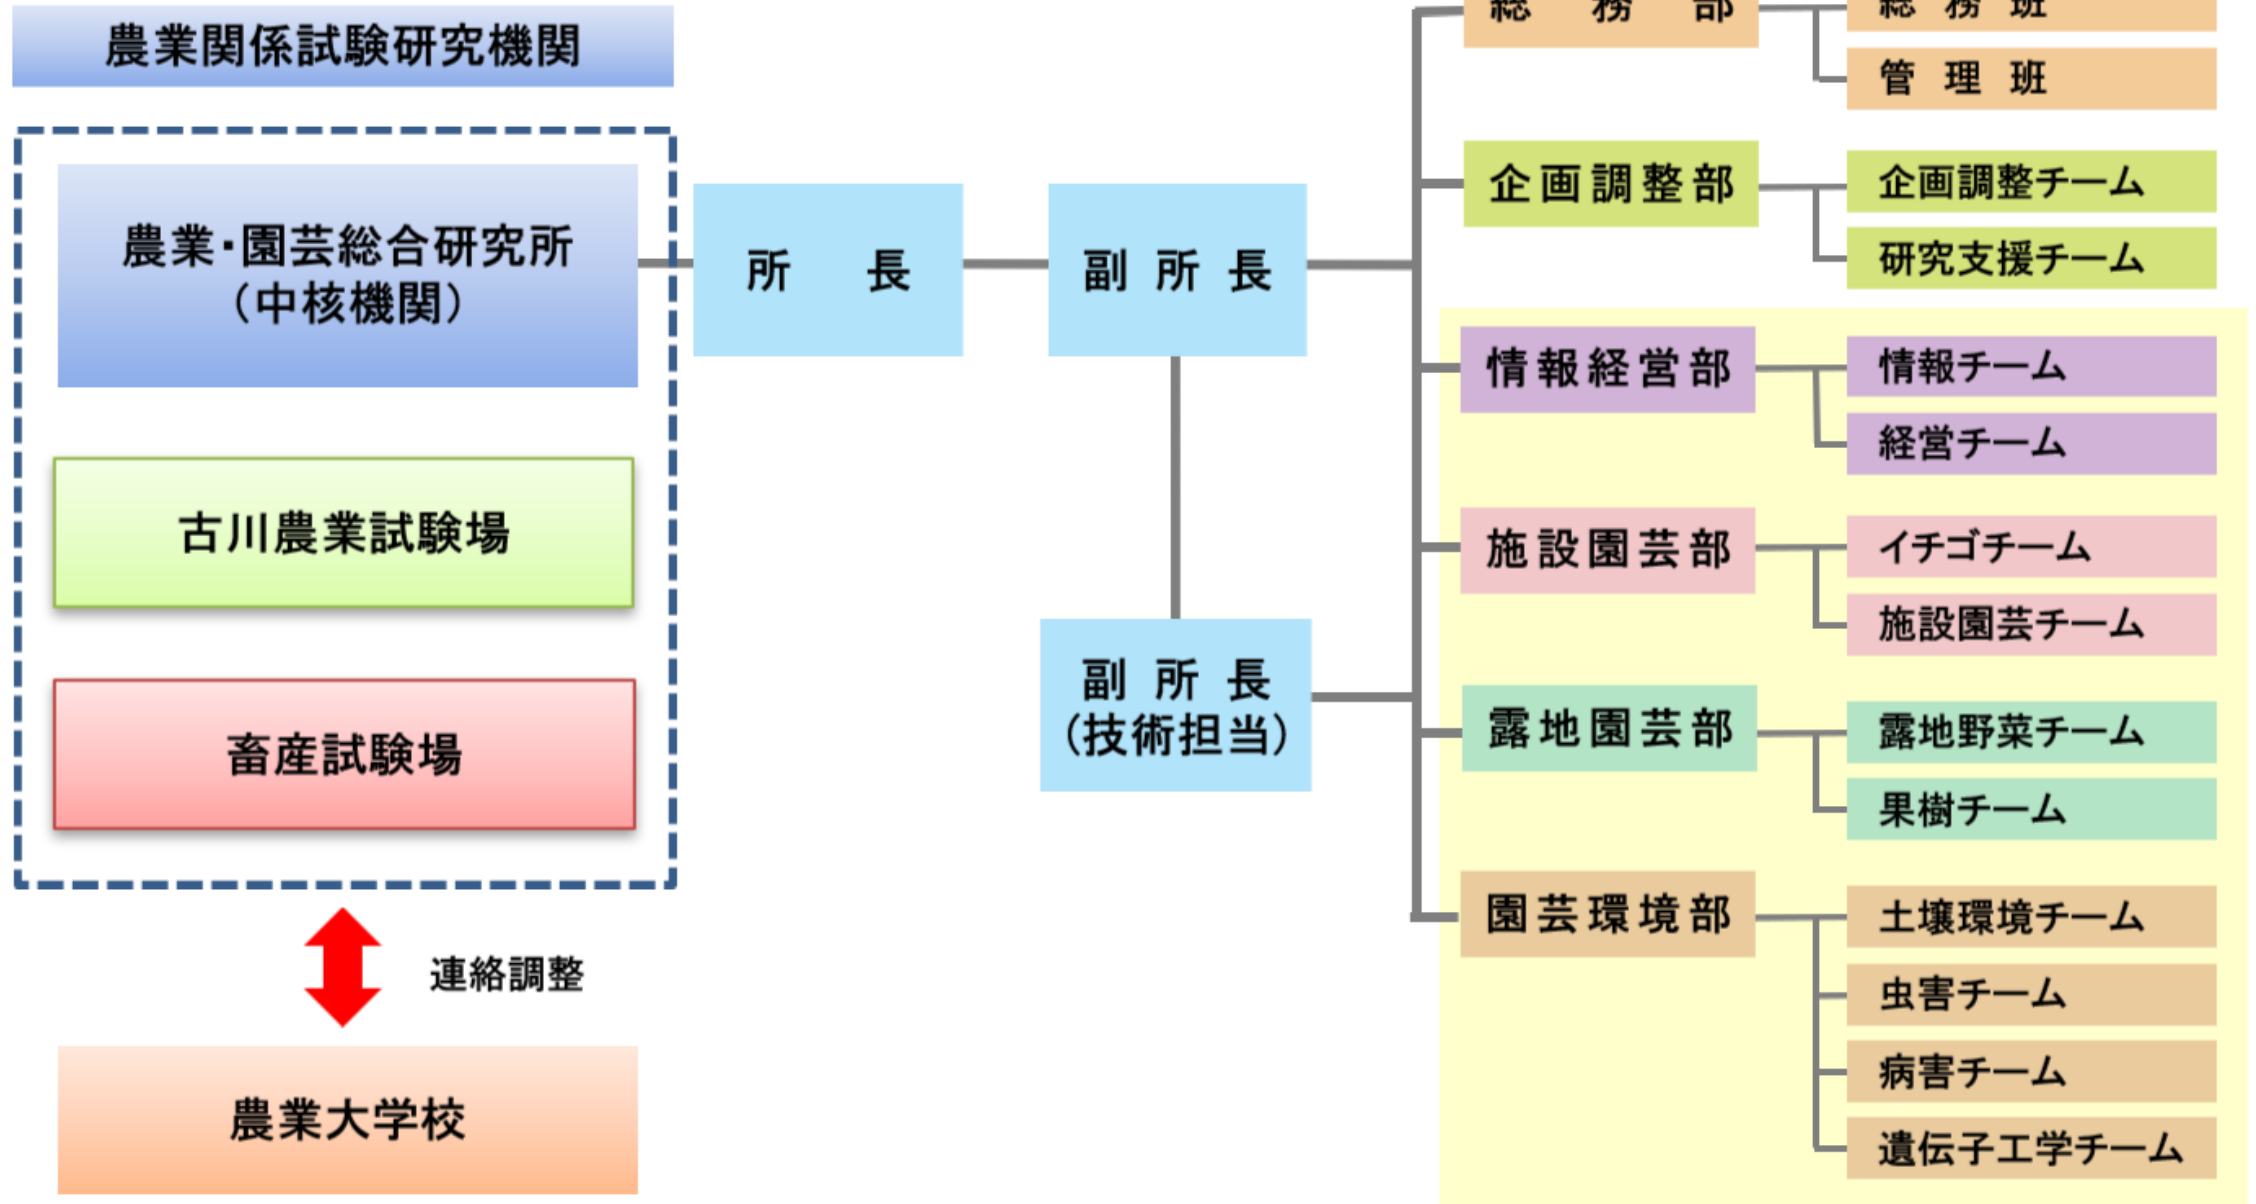 農業関係試験研究機関
農業・園芸総合研究所
（中核機関）
古川農業試験場
畜産試験場
連絡調整
農業大学校
所　長
副 所 長
副 所 長
（技術担当）
総　務　部
総 務 班
管 理 班
企画調整部
企画調整チーム
研究支援チーム
情報経営部
情報チーム
経営チーム
施設園芸部
イチゴチーム
施設園芸チーム
露地園芸部
露地野菜チーム
果樹チーム
園芸環境部
土壌環境チーム
虫害チーム
病害チーム
遺伝子工学チーム